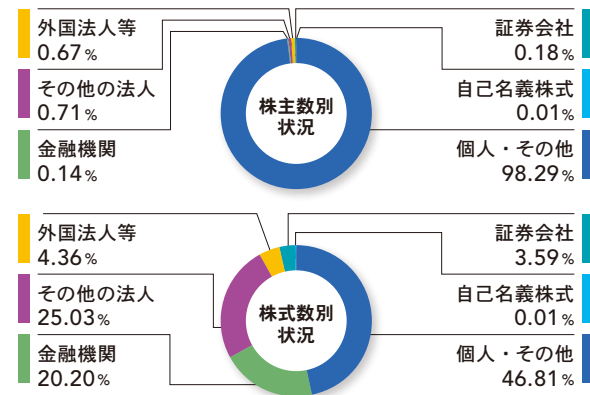 外国法人等
0.67%
その他の法人
0.71%
金融機関
0.14%
株主数別
状況
証券会社
0.18%
自己名義株式
0.01%
個人・その他
98.29%
外国法人等
4.36%
その他の法人
25.03%
金融機関
20.20%
株式数別
状況
証券会社
3.59%
自己名義株式
0.01%
個人・その他
46.81%